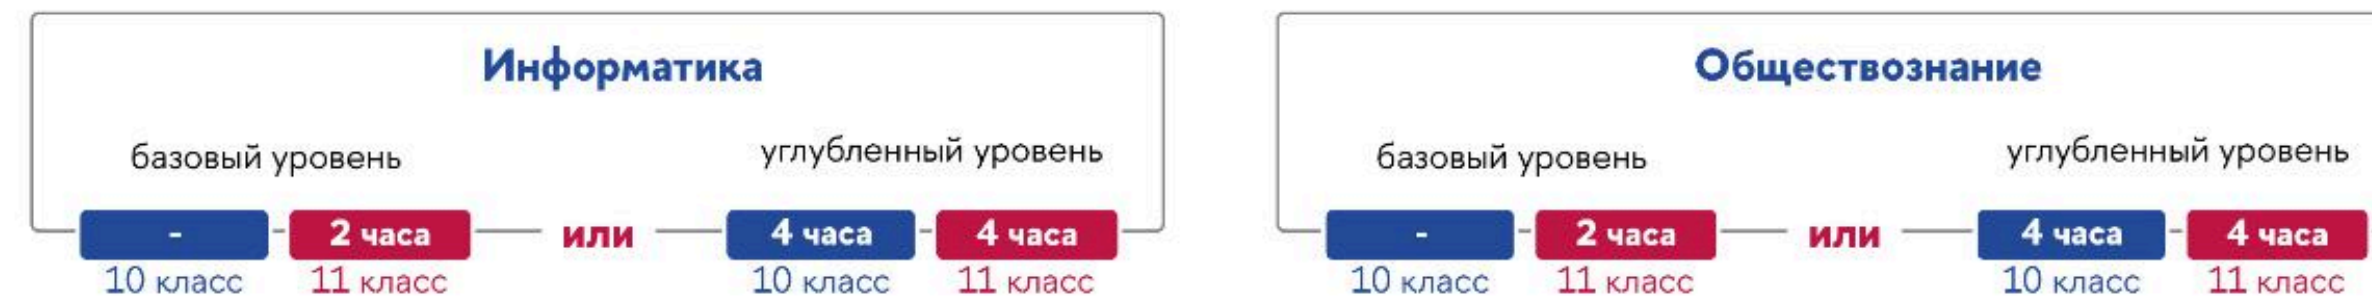 Информатика
базовый уровень
углубленный уровень
- 2 часа или 4 часа 4 часа
10 класс 11 класс 10 класс 11 класс
Обществознание
базовый уровень
углубленный уровень
- 2 часа или 4 часа 4 часа
10 класс 11 класс 10 класс 11 класс